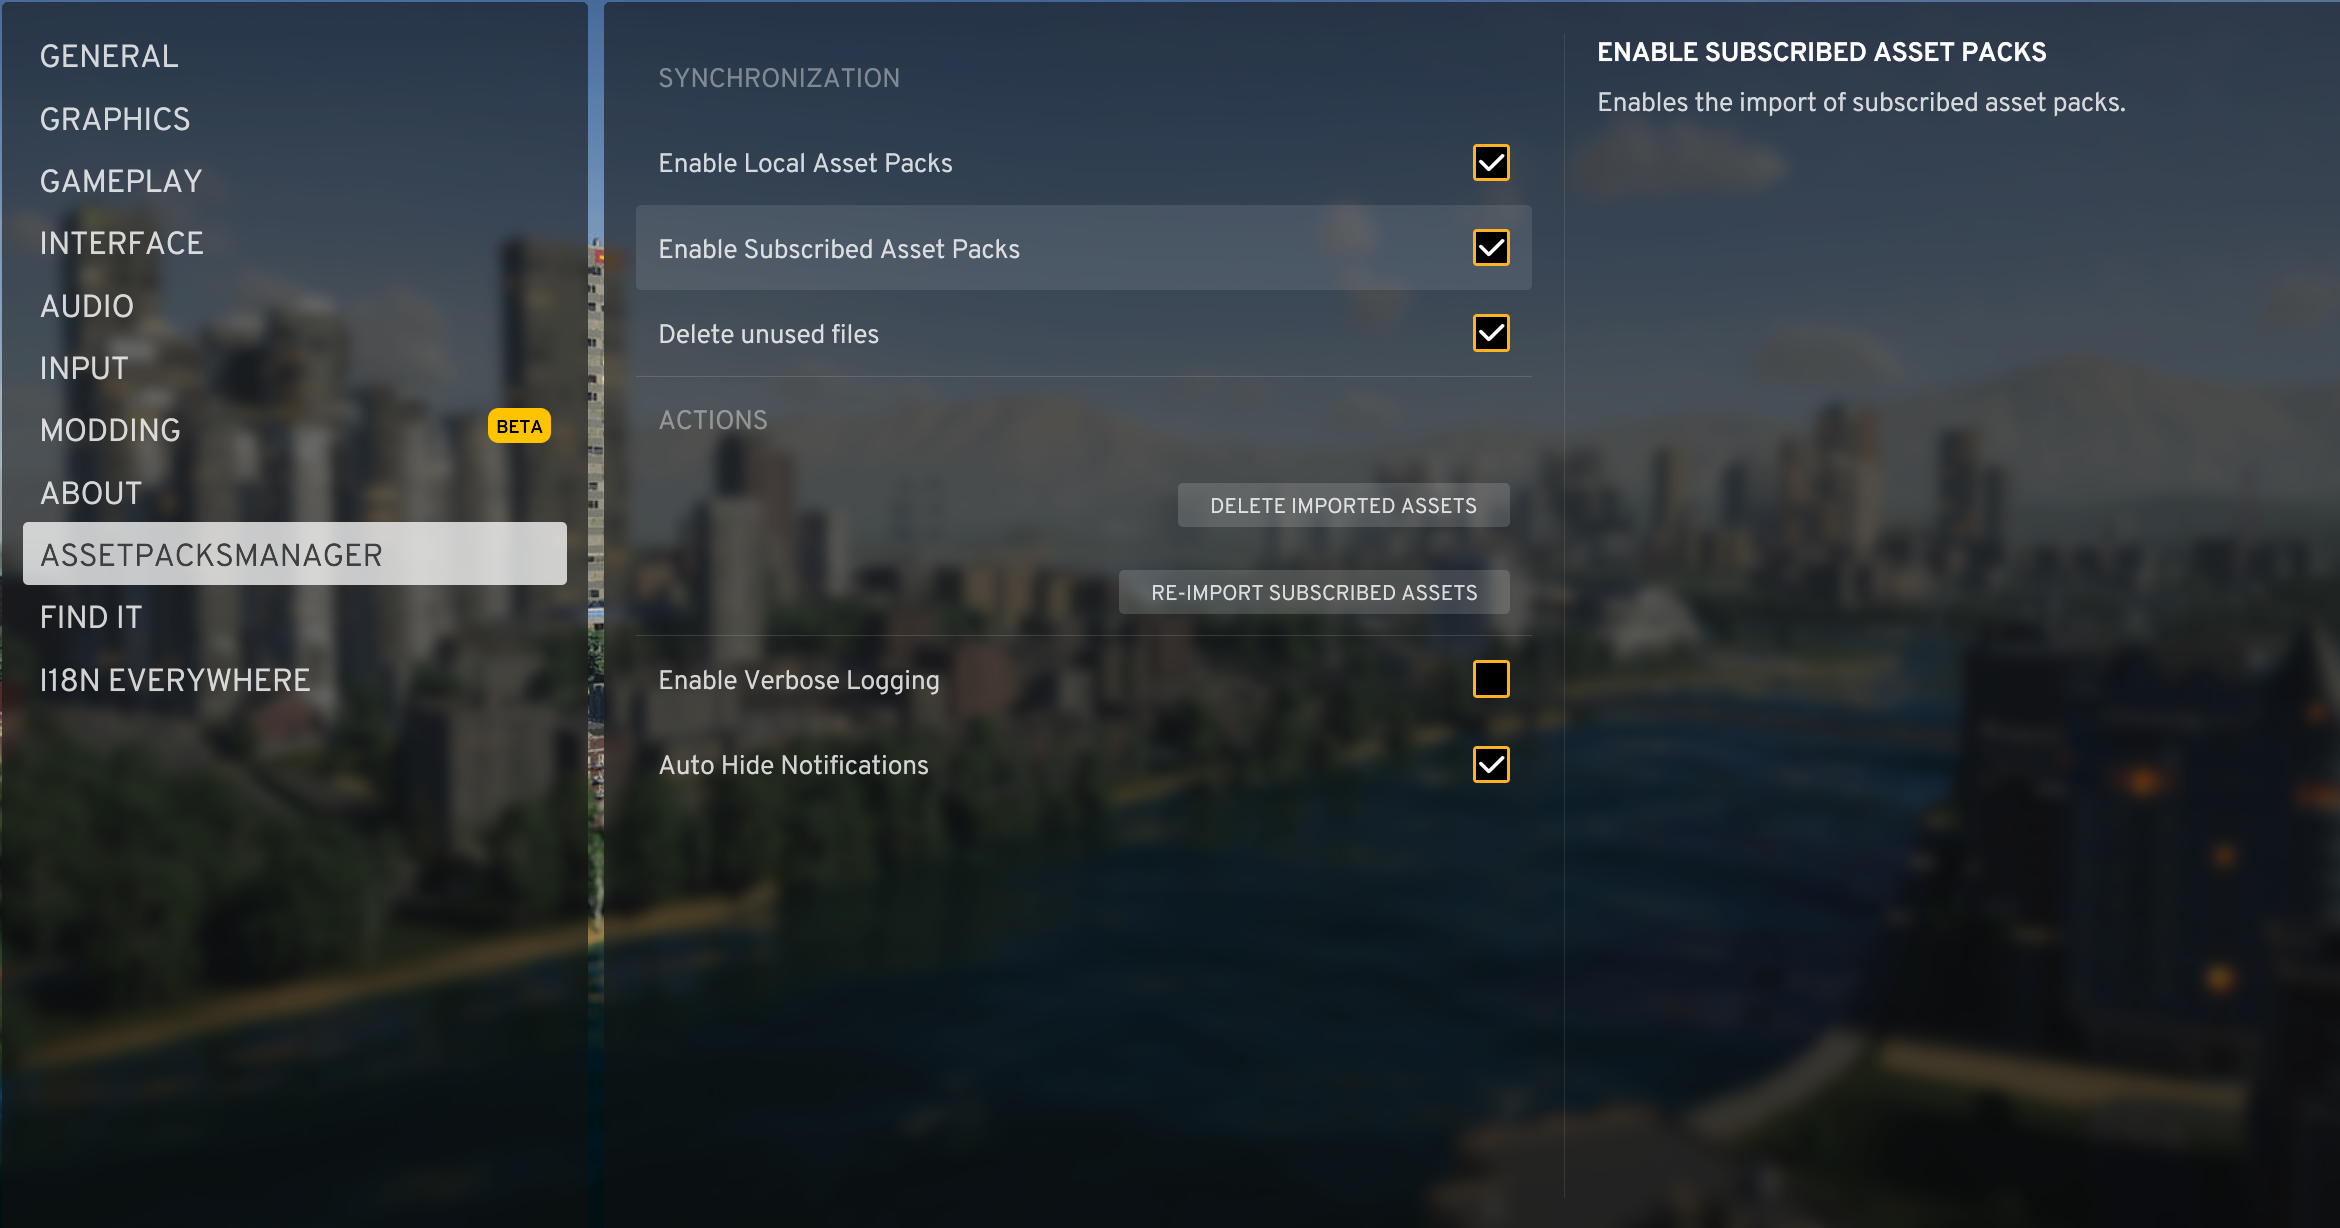 GENERAL
GRAPHICS
GAMEPLAY
INTERFACE
AUDIO
INPUT
MODDING
BETA
ABOUT
ASSETPACKSMANAGER
FIND IT
I18N EVERYWHERE
SYNCHRONIZATION
Enable Local Asset Packs
Enable Subscribed Asset Packs
Delete unused files
ACTIONS
DELETE IMPORTED ASSETS
RE-IMPORT SUBSCRIBED ASSETS
Enable Verbose Logging
Auto Hide Notifications
ENABLE SUBSCRIBED ASSET PACKS
Enables the import of subscribed asset packs.